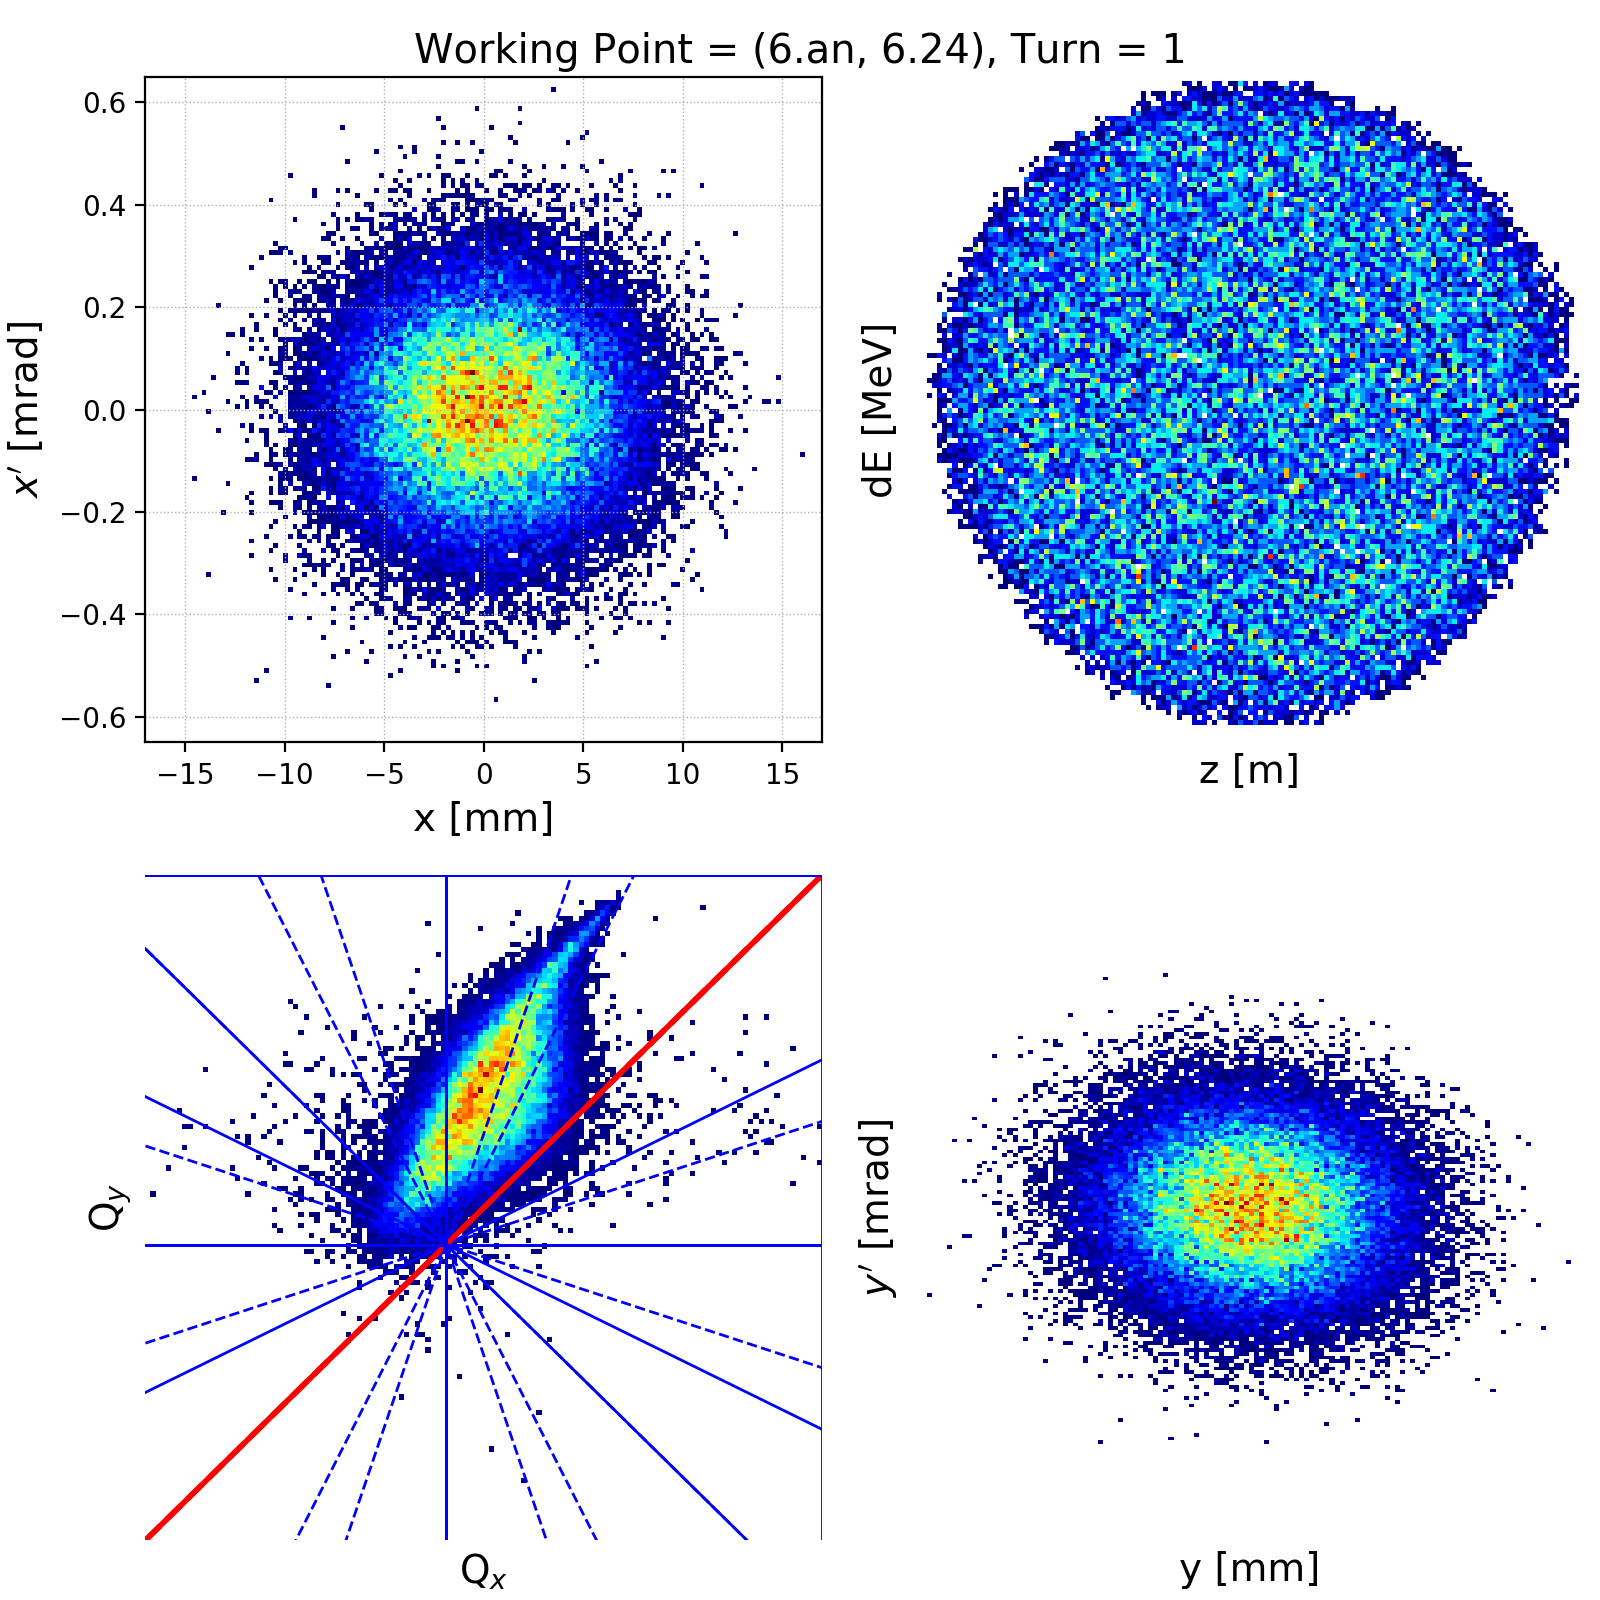 Working Point = (6.an, 6.24), Turn = 1
0.6
0.4
0.2
0.0
−0.2
−0.4
−0.6
x′ [mrad]
−15 −10 −5 0 5 10 15
x [mm]
dE [MeV]
z [m]
Qy
Qx
y′ [mrad]
y [mm]